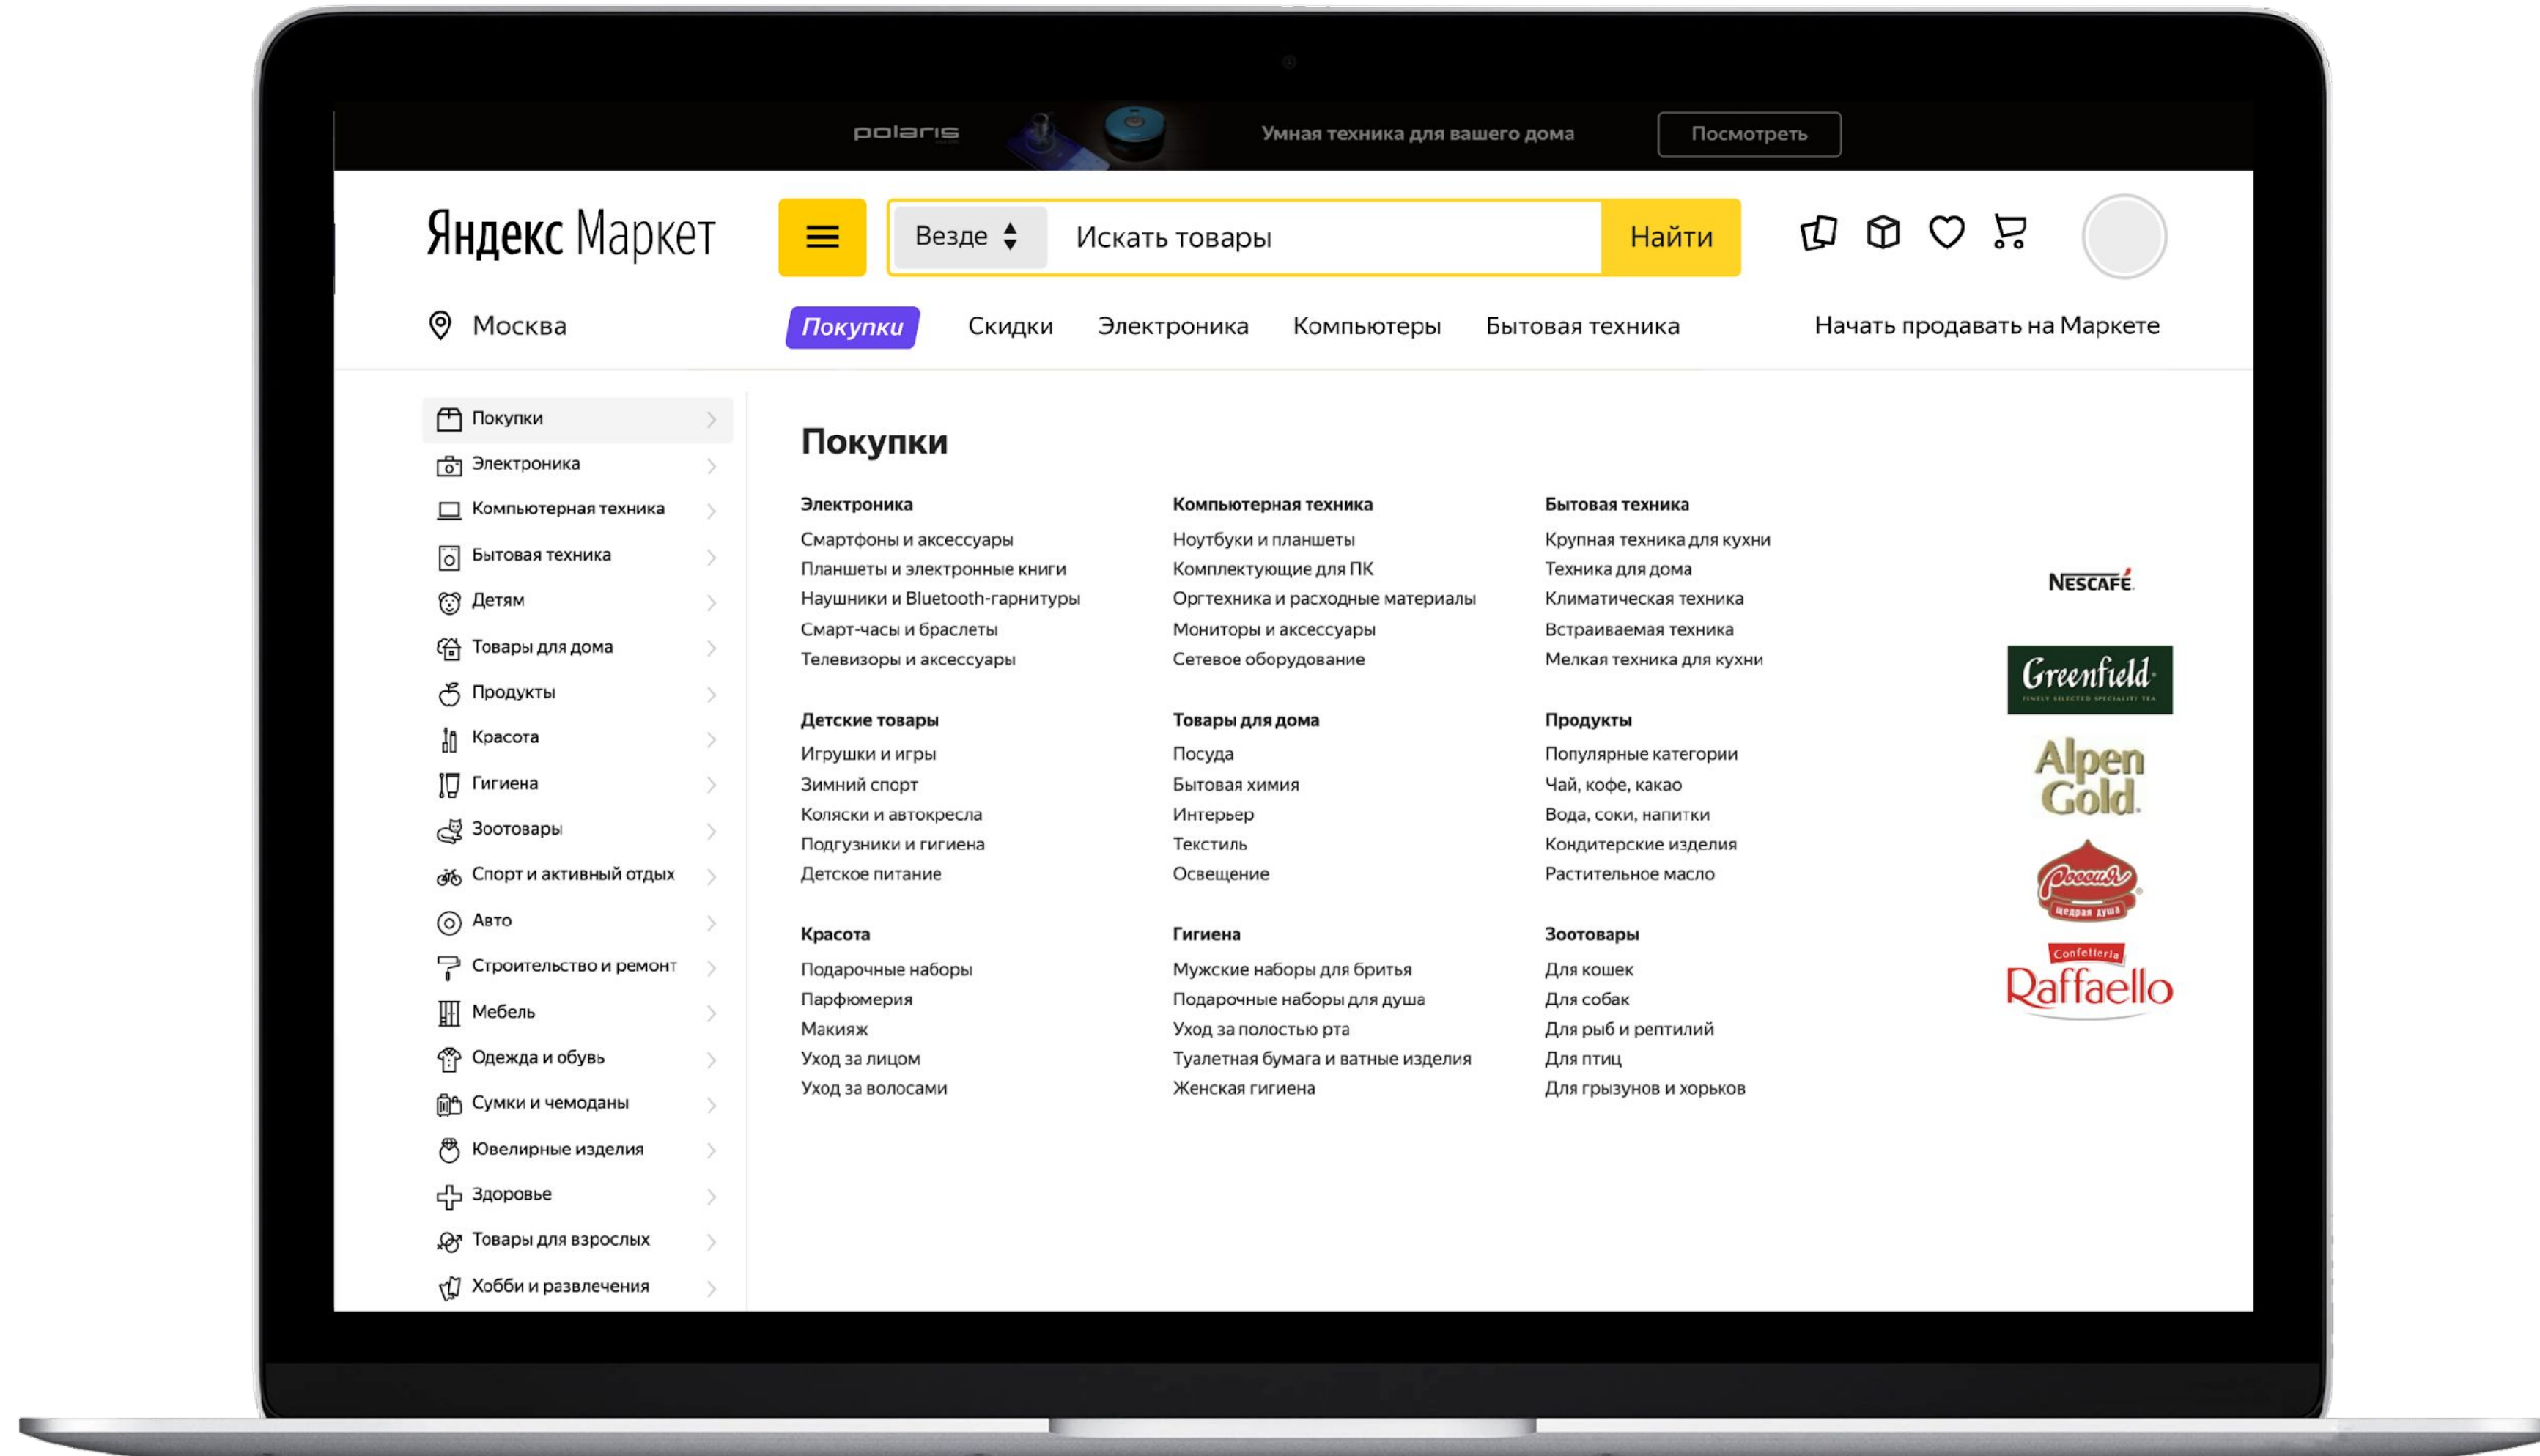 polaris
Умная техника для вашего дома
Посмотреть
Яндекс Маркет
Везде
Искать товары
Найти
Москва
Покупки
Скидки
Электроника
Компьютеры
Бытовая техника
Начать продавать на Маркете
Покупки
Электроника
Компьютерная техника
Бытовая техника
Детям
Товары для дома
Продукты
Красота
Гигиена
Зоотовары
Спорт и активный отдых
Авто
Строительство и ремонт
Мебель
Одежда и обувь
Сумки и чемоданы
Ювелирные изделия
Здоровье
Товары для взрослых
Хобби и развлечения
Покупки
Электроника
Смартфоны и аксессуары
Планшеты и электронные книги
Наушники и Bluetooth-гарнитуры
Смарт-часы и браслеты
Телевизоры и аксессуары
Компьютерная техника
Ноутбуки и планшеты
Комплектующие для ПК
Оргтехника и расходные материалы
Мониторы и аксессуары
Сетевое оборудование
Бытовая техника
Крупная техника для кухни
Техника для дома
Климатическая техника
Встраиваемая техника
Мелкая техника для кухни
Детские товары
Игрушки и игры
Зимний спорт
Коляски и автокресла
Подгузники и гигиена
Детское питание
Товары для дома
Посуда
Бытовая химия
Интерьер
Текстиль
Освещение
Продукты
Популярные категории
Чай, кофе, какао
Вода, соки, напитки
Кондитерские изделия
Растительное масло
Красота
Подарочные наборы
Парфюмерия
Макияж
Уход за лицом
Уход за волосами
Гигиена
Мужские наборы для бритья
Подарочные наборы для душа
Уход за полостью рта
Туалетная бумага и ватные изделия
Женская гигиена
Зоотовары
Для кошек
Для собак
Для рыб и рептилий
Для птиц
Для грызунов и хорьков
NESCAFÉ.
Greenfield
FINELY SELECTED SPECIALITY TEA
Alpen
Gold
Россия
щедрая душа
Confetteria
Raffaello